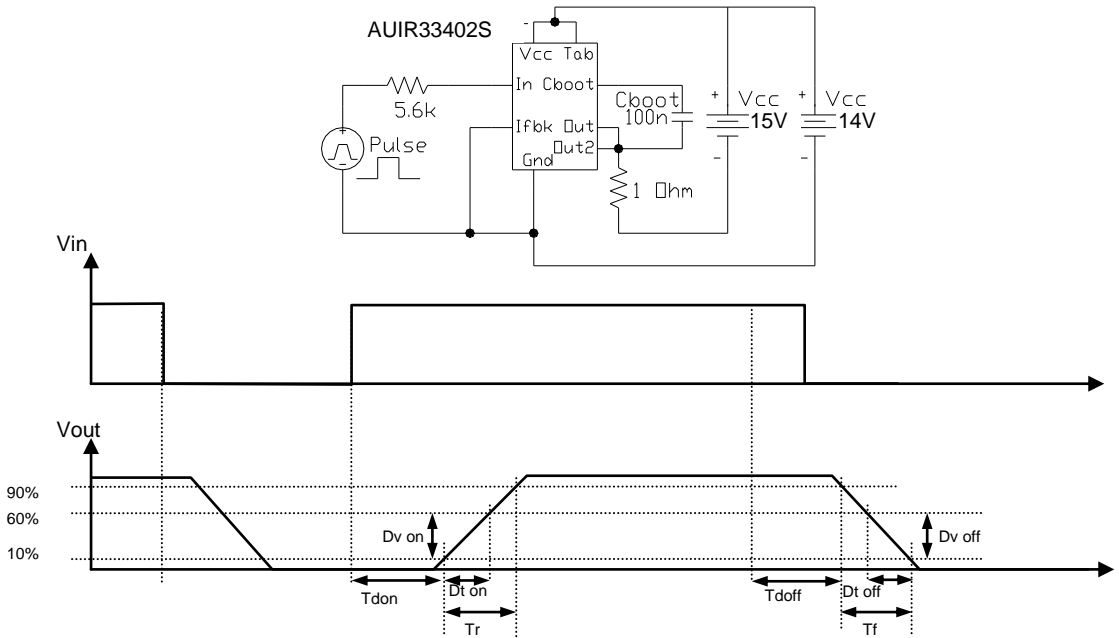 AUIR33402S
Vcc Tab
In Cboot
5.6k
Cboot
100n
Vcc
15V
Vcc
14V
Ifbk Out
Out2
Gnd
Pulse
1 Ohm
+
-
+
-
+
-
-
Vin
Vout
90%
60%
10%
Dv on
Dv off
Tdon
Dt on
Tr
Tdoff
Dt off
Tf